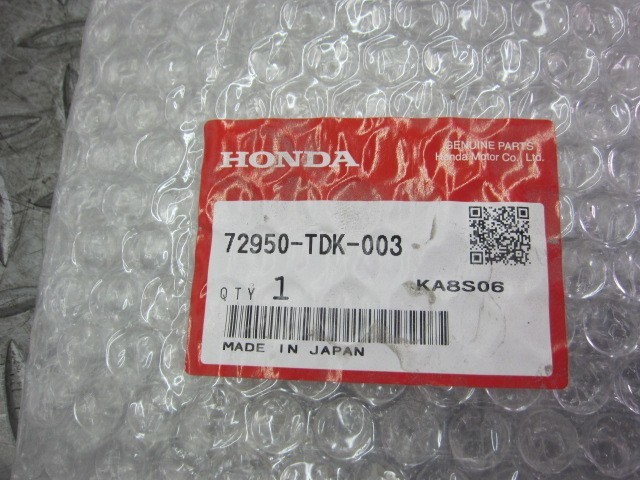 HONDA
GENUINE PARTS
Honda Motor Co., Ltd.
72950-TDK-003
QTY 1
KA8S06
MADE IN JAPAN